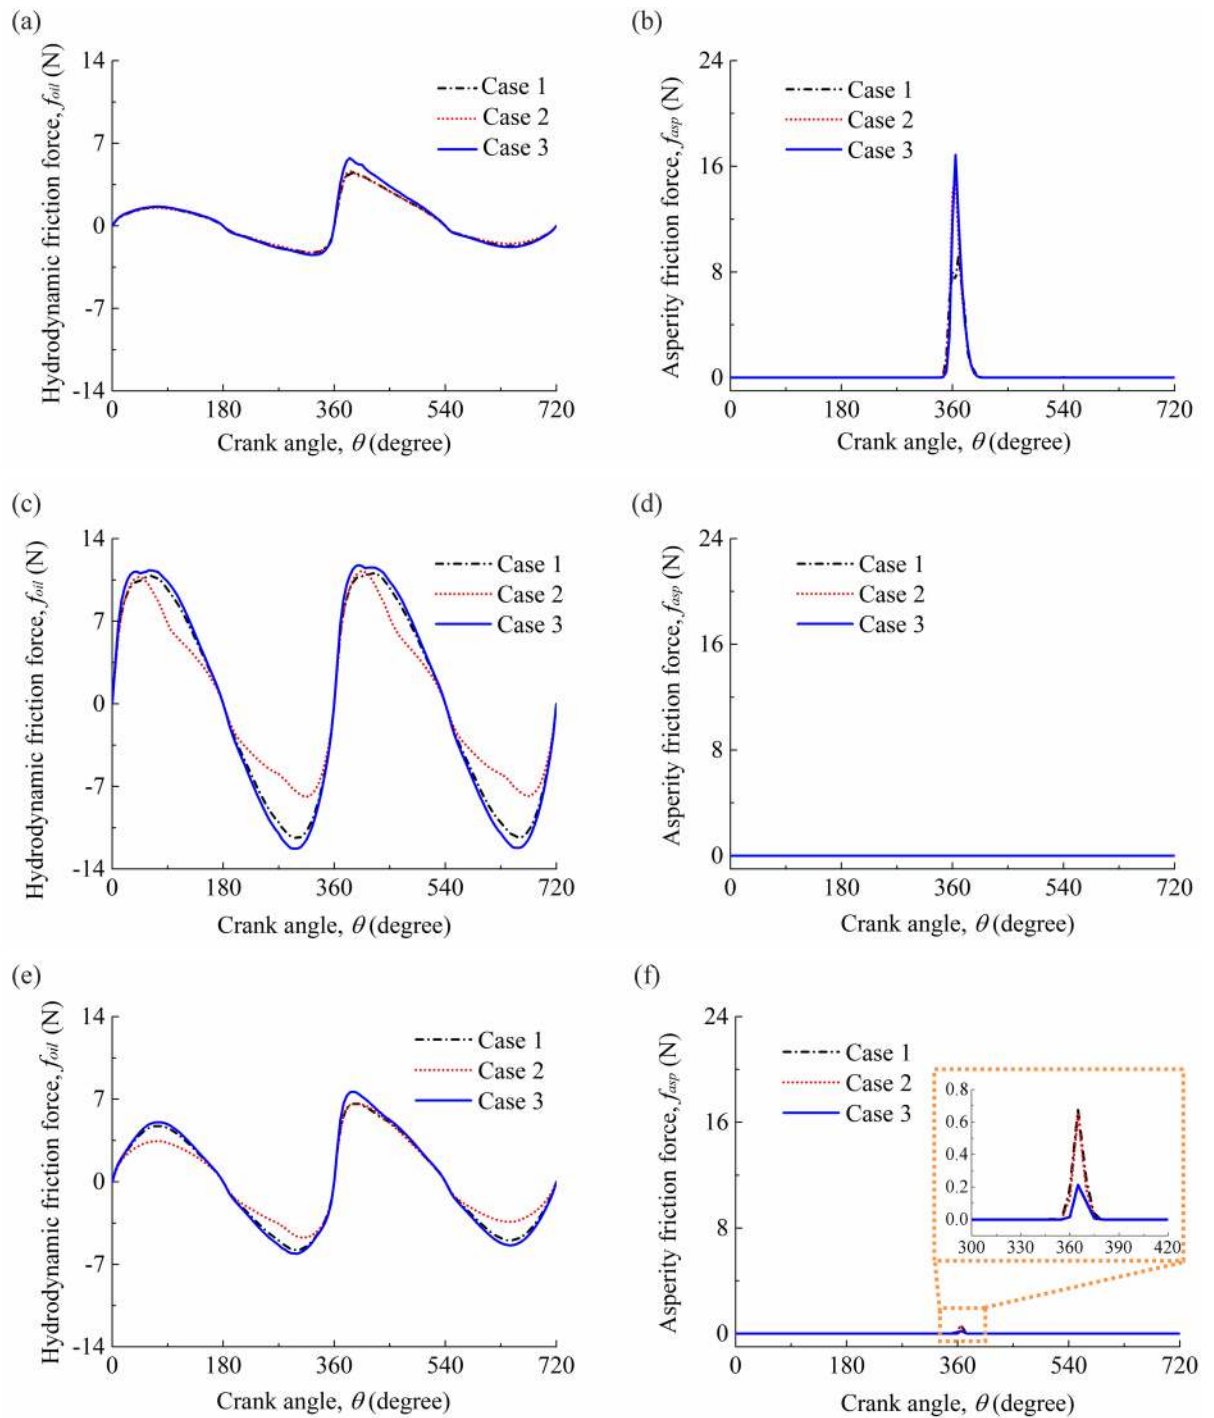 (a)
Hydrodynamic friction force, f_oil (N)
14
7
0
-7
-14
Case 1
Case 2
Case 3
0 180 360 540 720
Crank angle, θ (degree)
(b)
Asperity friction force, f_asp (N)
24
16
8
0
Case 1
Case 2
Case 3
0 180 360 540 720
Crank angle, θ (degree)
(c)
Hydrodynamic friction force, f_oil (N)
14
7
0
-7
-14
Case 1
Case 2
Case 3
0 180 360 540 720
Crank angle, θ (degree)
(d)
Asperity friction force, f_asp (N)
24
16
8
0
Case 1
Case 2
Case 3
0 180 360 540 720
Crank angle, θ (degree)
(e)
Hydrodynamic friction force, f_oil (N)
14
7
0
-7
-14
Case 1
Case 2
Case 3
0 180 360 540 720
Crank angle, θ (degree)
(f)
Asperity friction force, f_asp (N)
24
16
8
0
Case 1
Case 2
Case 3
0.8
0.6
0.4
0.2
0.0
300 330 360 390 420
0 180 360 540 720
Crank angle, θ (degree)